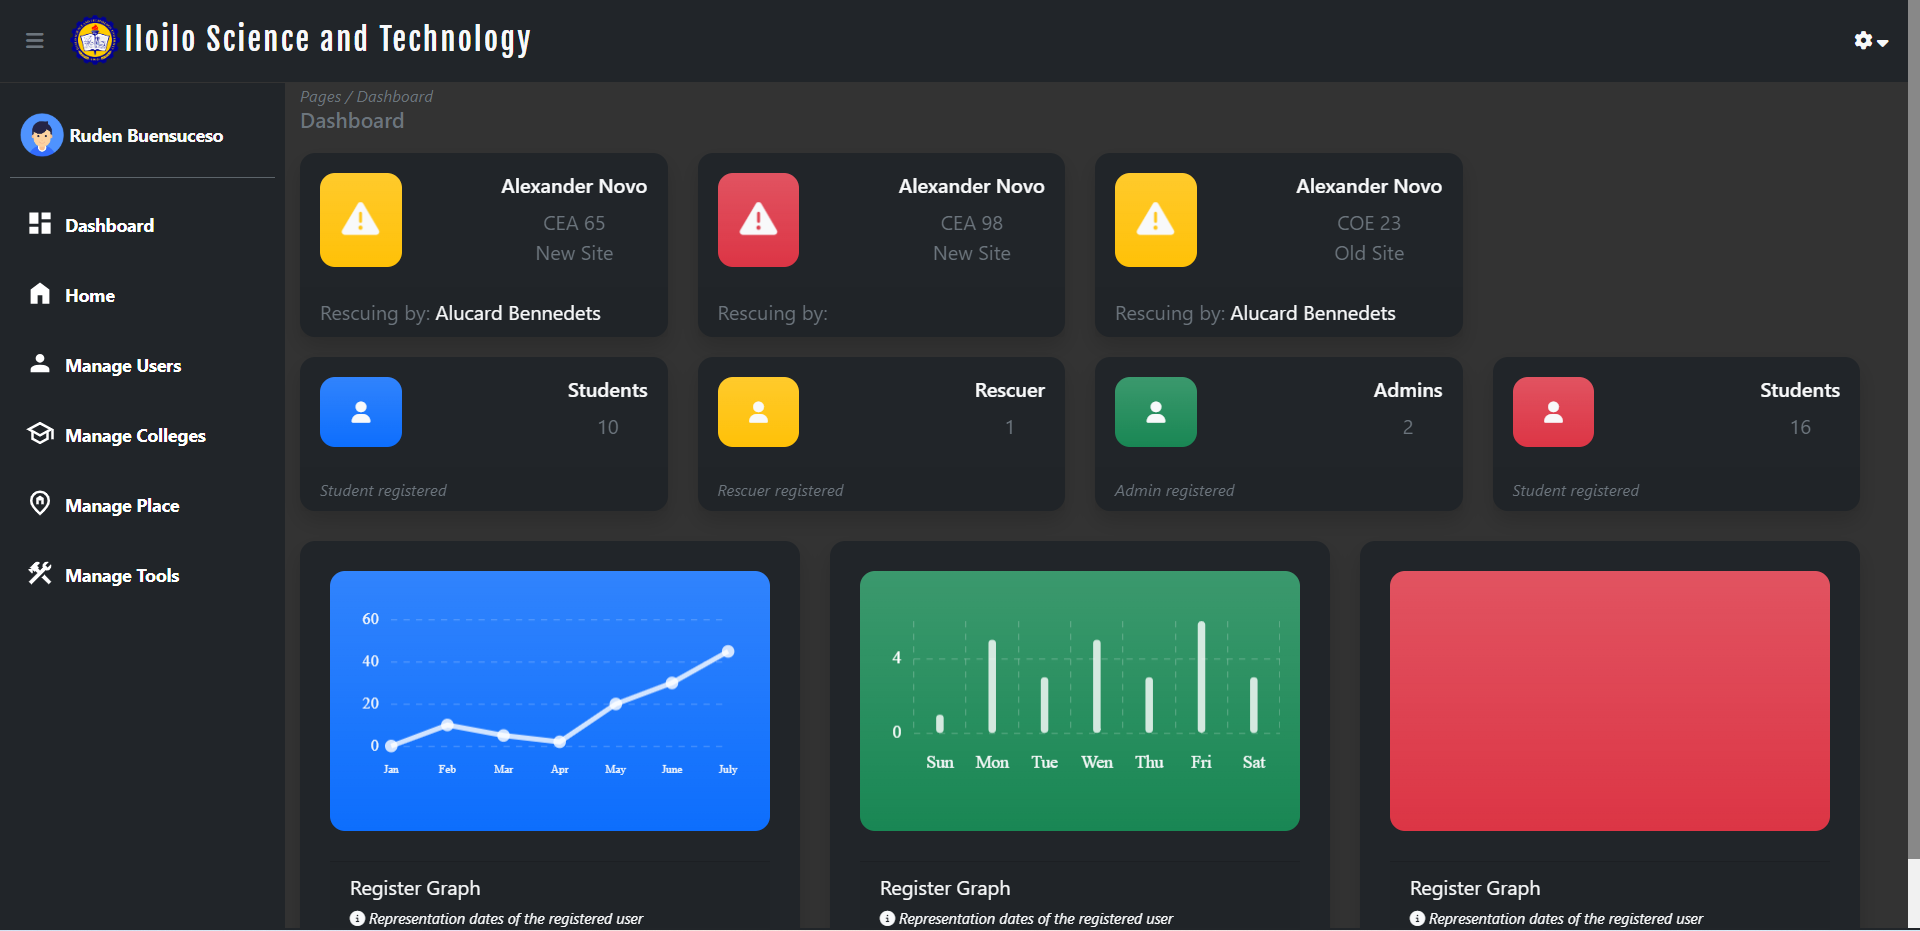 Iloilo Science and Technology
Ruden Buensuceso
Dashboard
Home
Manage Users
Manage Colleges
Manage Place
Manage Tools
Pages / Dashboard
Dashboard
Alexander Novo
CEA 65
New Site
Rescuing by: Alucard Bennedets
Alexander Novo
CEA 98
New Site
Rescuing by:
Alexander Novo
COE 23
Old Site
Rescuing by: Alucard Bennedets
Students
10
Student registered
Rescuer
1
Rescuer registered
Admins
2
Admin registered
Students
16
Student registered
60
40
20
0
Jan Feb Mar Apr May June July
Register Graph
Representation dates of the registered user
4
0
Sun Mon Tue Wen Thu Fri Sat
Register Graph
Representation dates of the registered user
Register Graph
Representation dates of the registered user